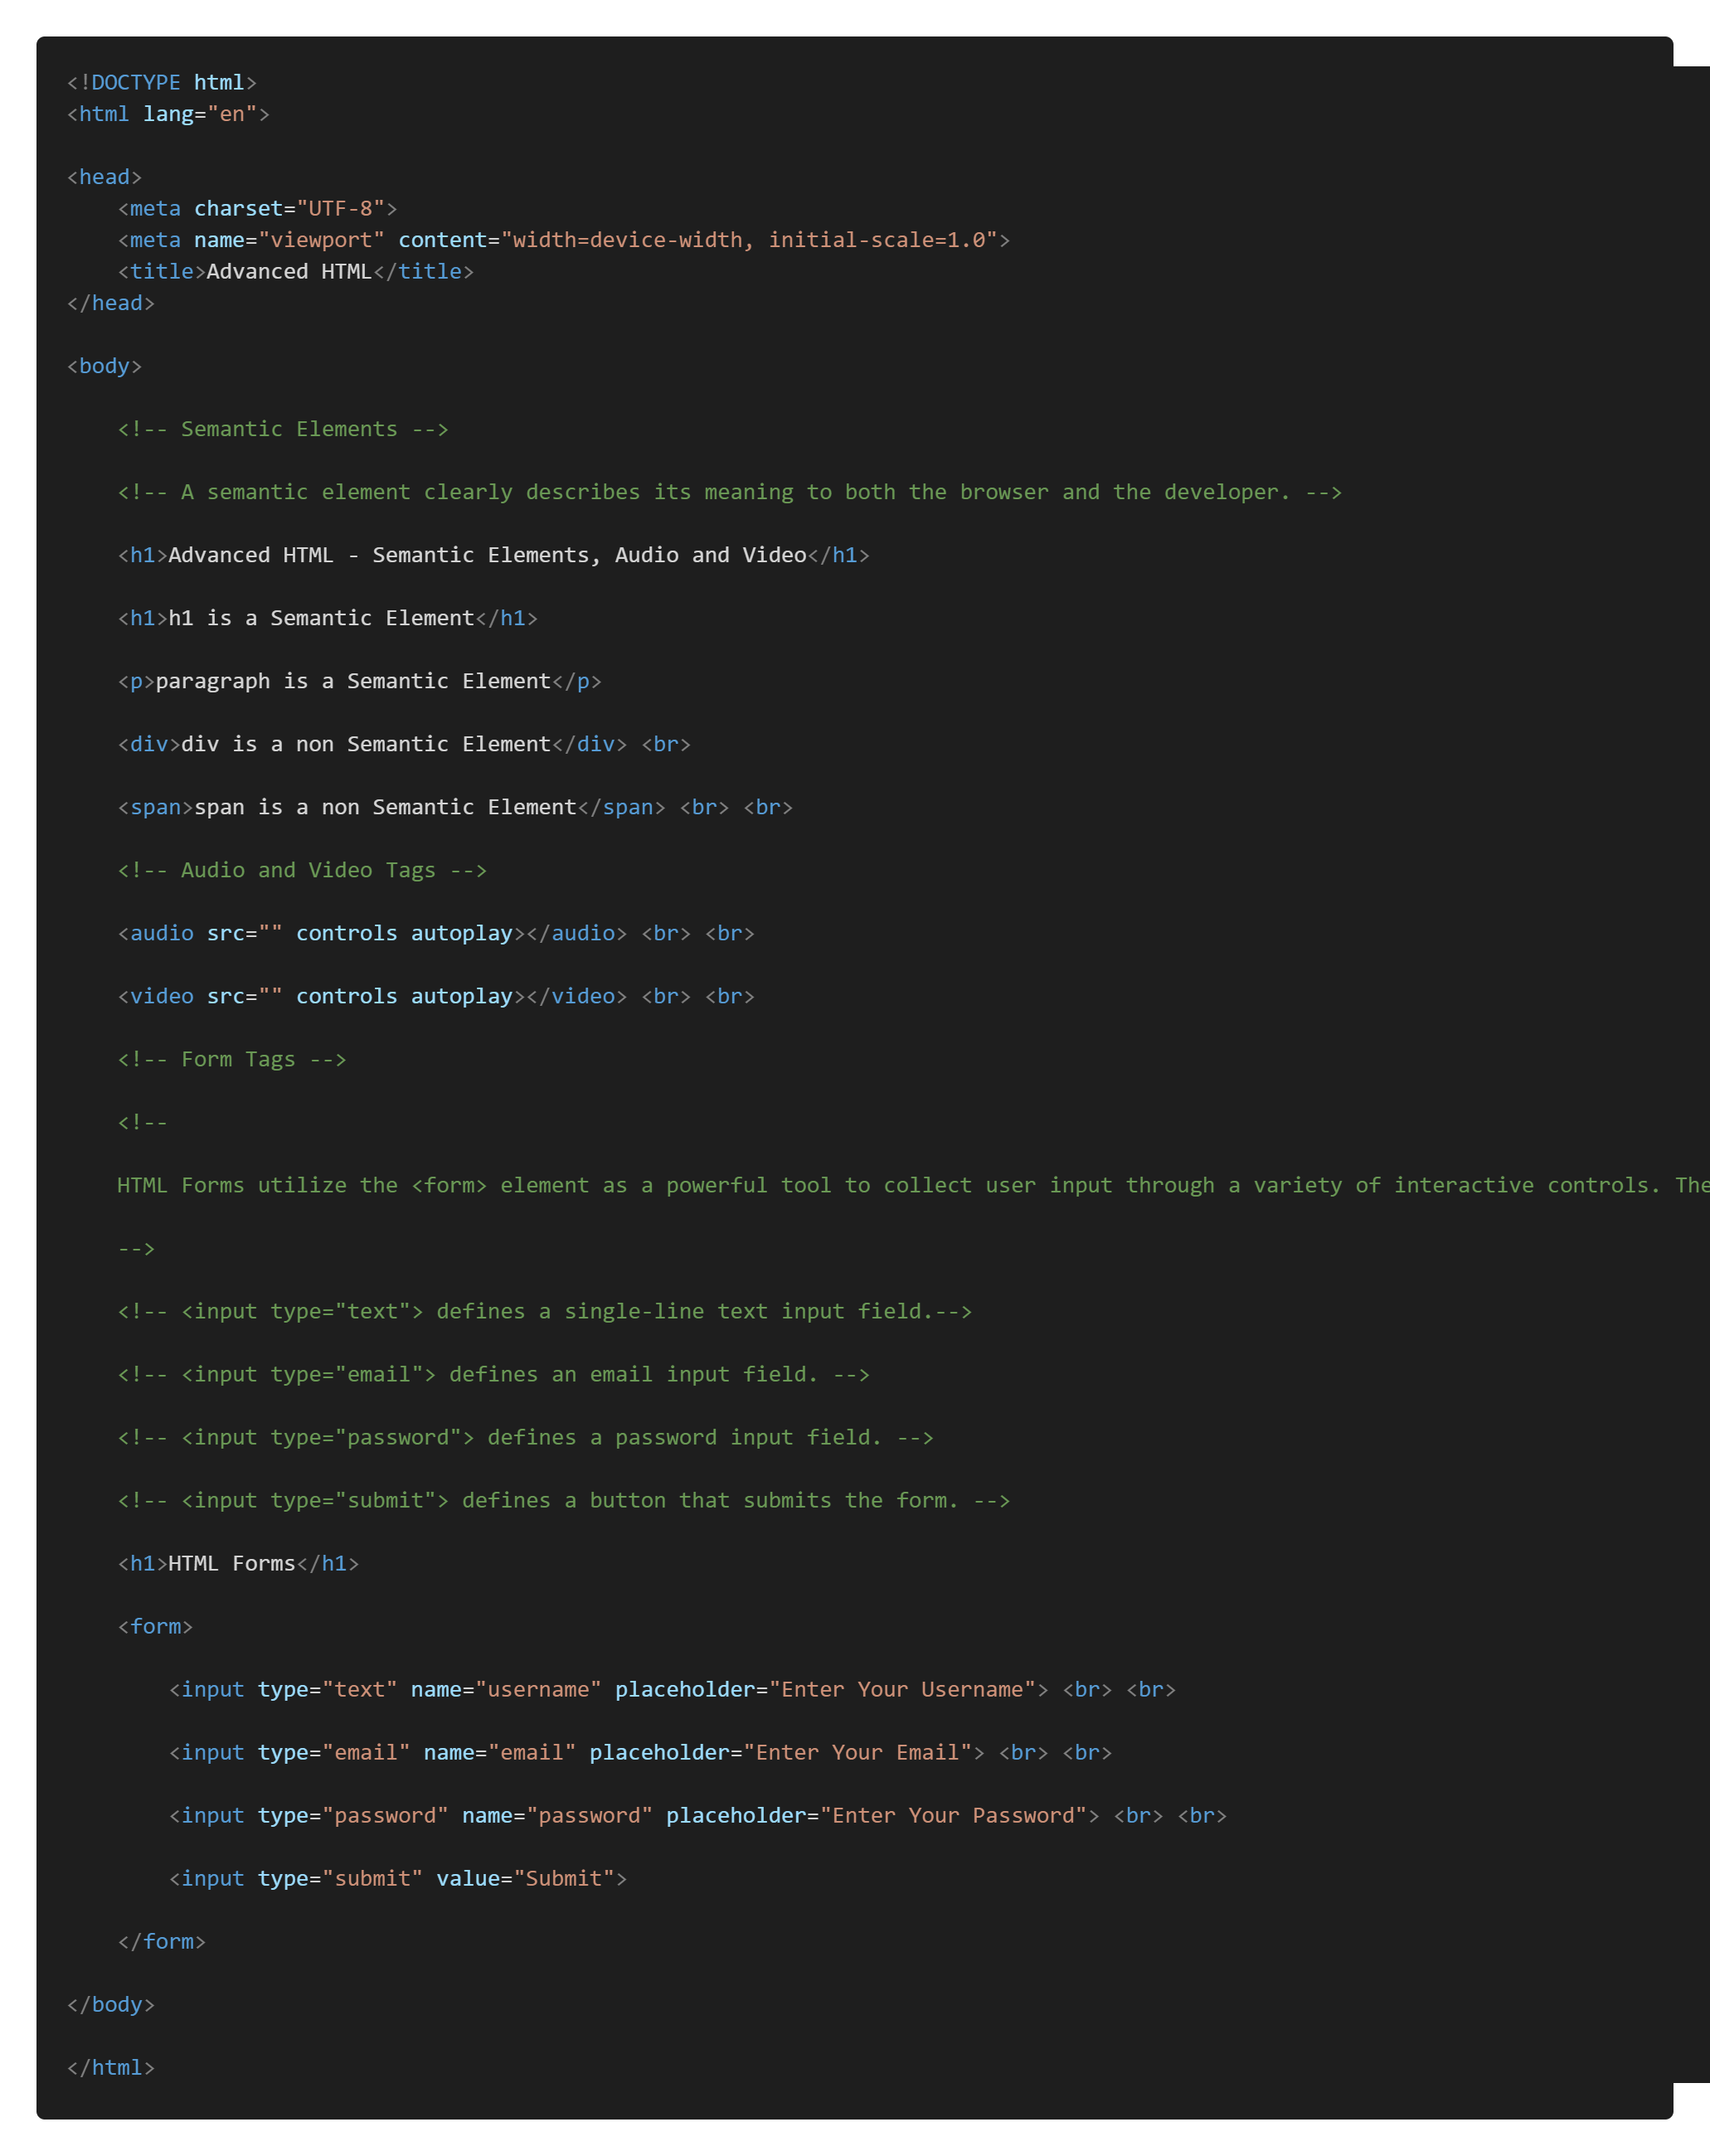 <!DOCTYPE html>
<html lang="en">
<head>
<meta charset="UTF-8">
<meta name="viewport" content="width=device-width, initial-scale=1.0">
<title>Advanced HTML</title>
</head>
<body>
<!-- Semantic Elements -->
<!-- A semantic element clearly describes its meaning to both the browser and the developer. -->
<h1>Advanced HTML - Semantic Elements, Audio and Video</h1>
<h1>h1 is a Semantic Element</h1>
<p>paragraph is a Semantic Element</p>
<div>div is a non Semantic Element</div> <br>
<span>span is a non Semantic Element</span> <br> <br>
<!-- Audio and Video Tags -->
<audio src="" controls autoplay></audio> <br> <br>
<video src="" controls autoplay></video> <br> <br>
<!-- Form Tags -->
<!--
HTML Forms utilize the <form> element as a powerful tool to collect user input through a variety of interactive controls. The
-->
<!-- <input type="text"> defines a single-line text input field.-->
<!-- <input type="email"> defines an email input field. -->
<!-- <input type="password"> defines a password input field. -->
<!-- <input type="submit"> defines a button that submits the form. -->
<h1>HTML Forms</h1>
<form>
<input type="text" name="username" placeholder="Enter Your Username"> <br> <br>
<input type="email" name="email" placeholder="Enter Your Email"> <br> <br>
<input type="password" name="password" placeholder="Enter Your Password"> <br> <br>
<input type="submit" value="Submit">
</form>
</body>
</html>